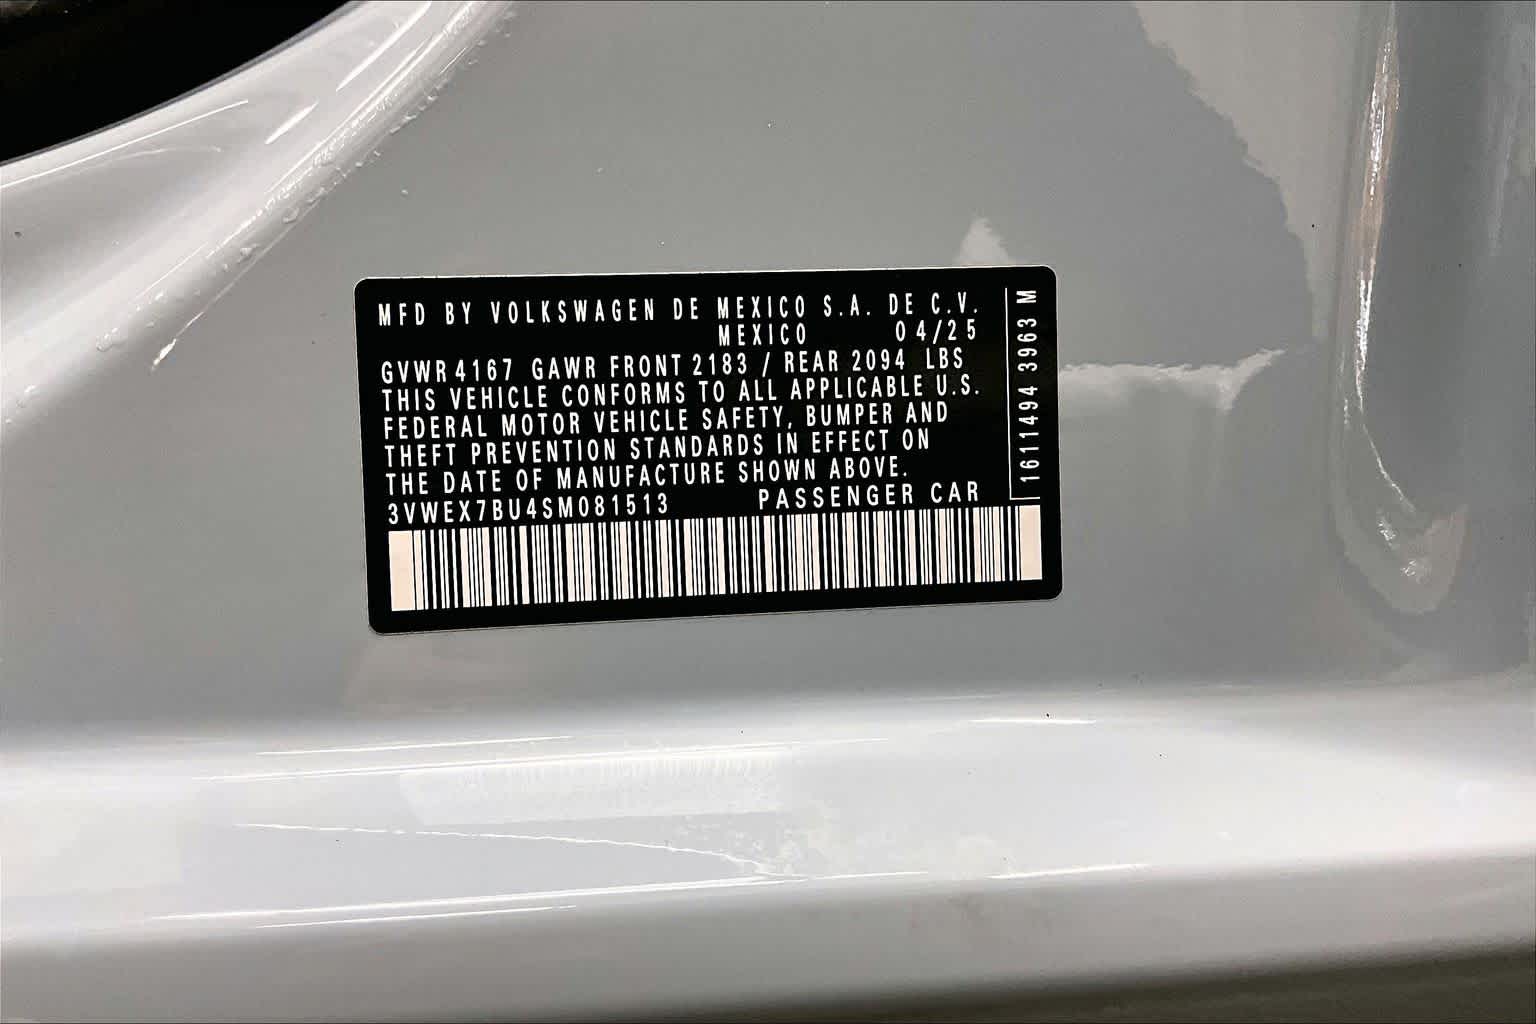 MFD BY VOLKSWAGEN DE MEXICO S.A. DE C.V.
MEXICO 04/25
GVWR 4167 GAWR FRONT 2183 / REAR 2094 LBS
THIS VEHICLE CONFORMS TO ALL APPLICABLE U.S.
FEDERAL MOTOR VEHICLE SAFETY, BUMPER AND
THEFT PREVENTION STANDARDS IN EFFECT ON
THE DATE OF MANUFACTURE SHOWN ABOVE.
3VWEX7BU4SM081513 PASSENGER CAR
1611494 3963 M